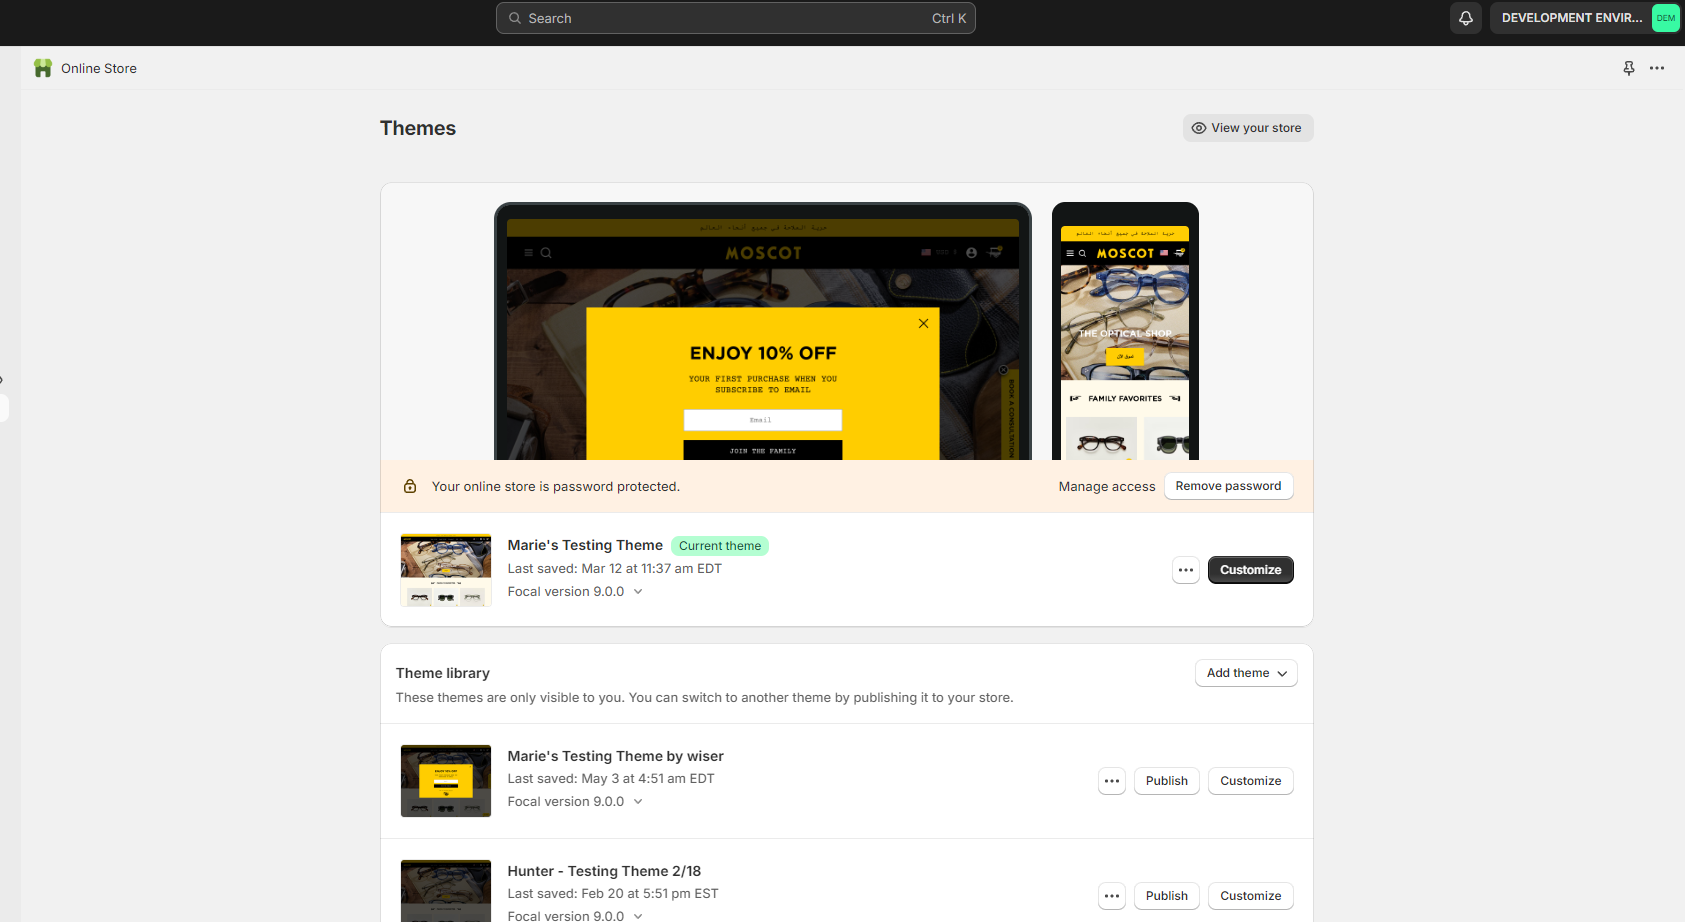 Search
Ctrl K
DEVELOPMENT ENVIR...
DEM
Online Store
Themes
View your store
MOSCOT
ENJOY 10% OFF
YOUR FIRST PURCHASE WHEN YOU
SUBSCRIBE TO EMAIL
Email
JOIN THE FAMILY
BOOK A CONSULTATION
MOSCOT
THE OPTICAL SHOP
FAMILY FAVORITES
Your online store is password protected.
Manage access
Remove password
Marie's Testing Theme
Current theme
Last saved: Mar 12 at 11:37 am EDT
Focal version 9.0.0
Customize
Theme library
Add theme
These themes are only visible to you. You can switch to another theme by publishing it to your store.
Marie's Testing Theme by wiser
Last saved: May 3 at 4:51 am EDT
Focal version 9.0.0
Publish
Customize
Hunter - Testing Theme 2/18
Last saved: Feb 20 at 5:51 pm EST
Focal version 9.0.0
Publish
Customize